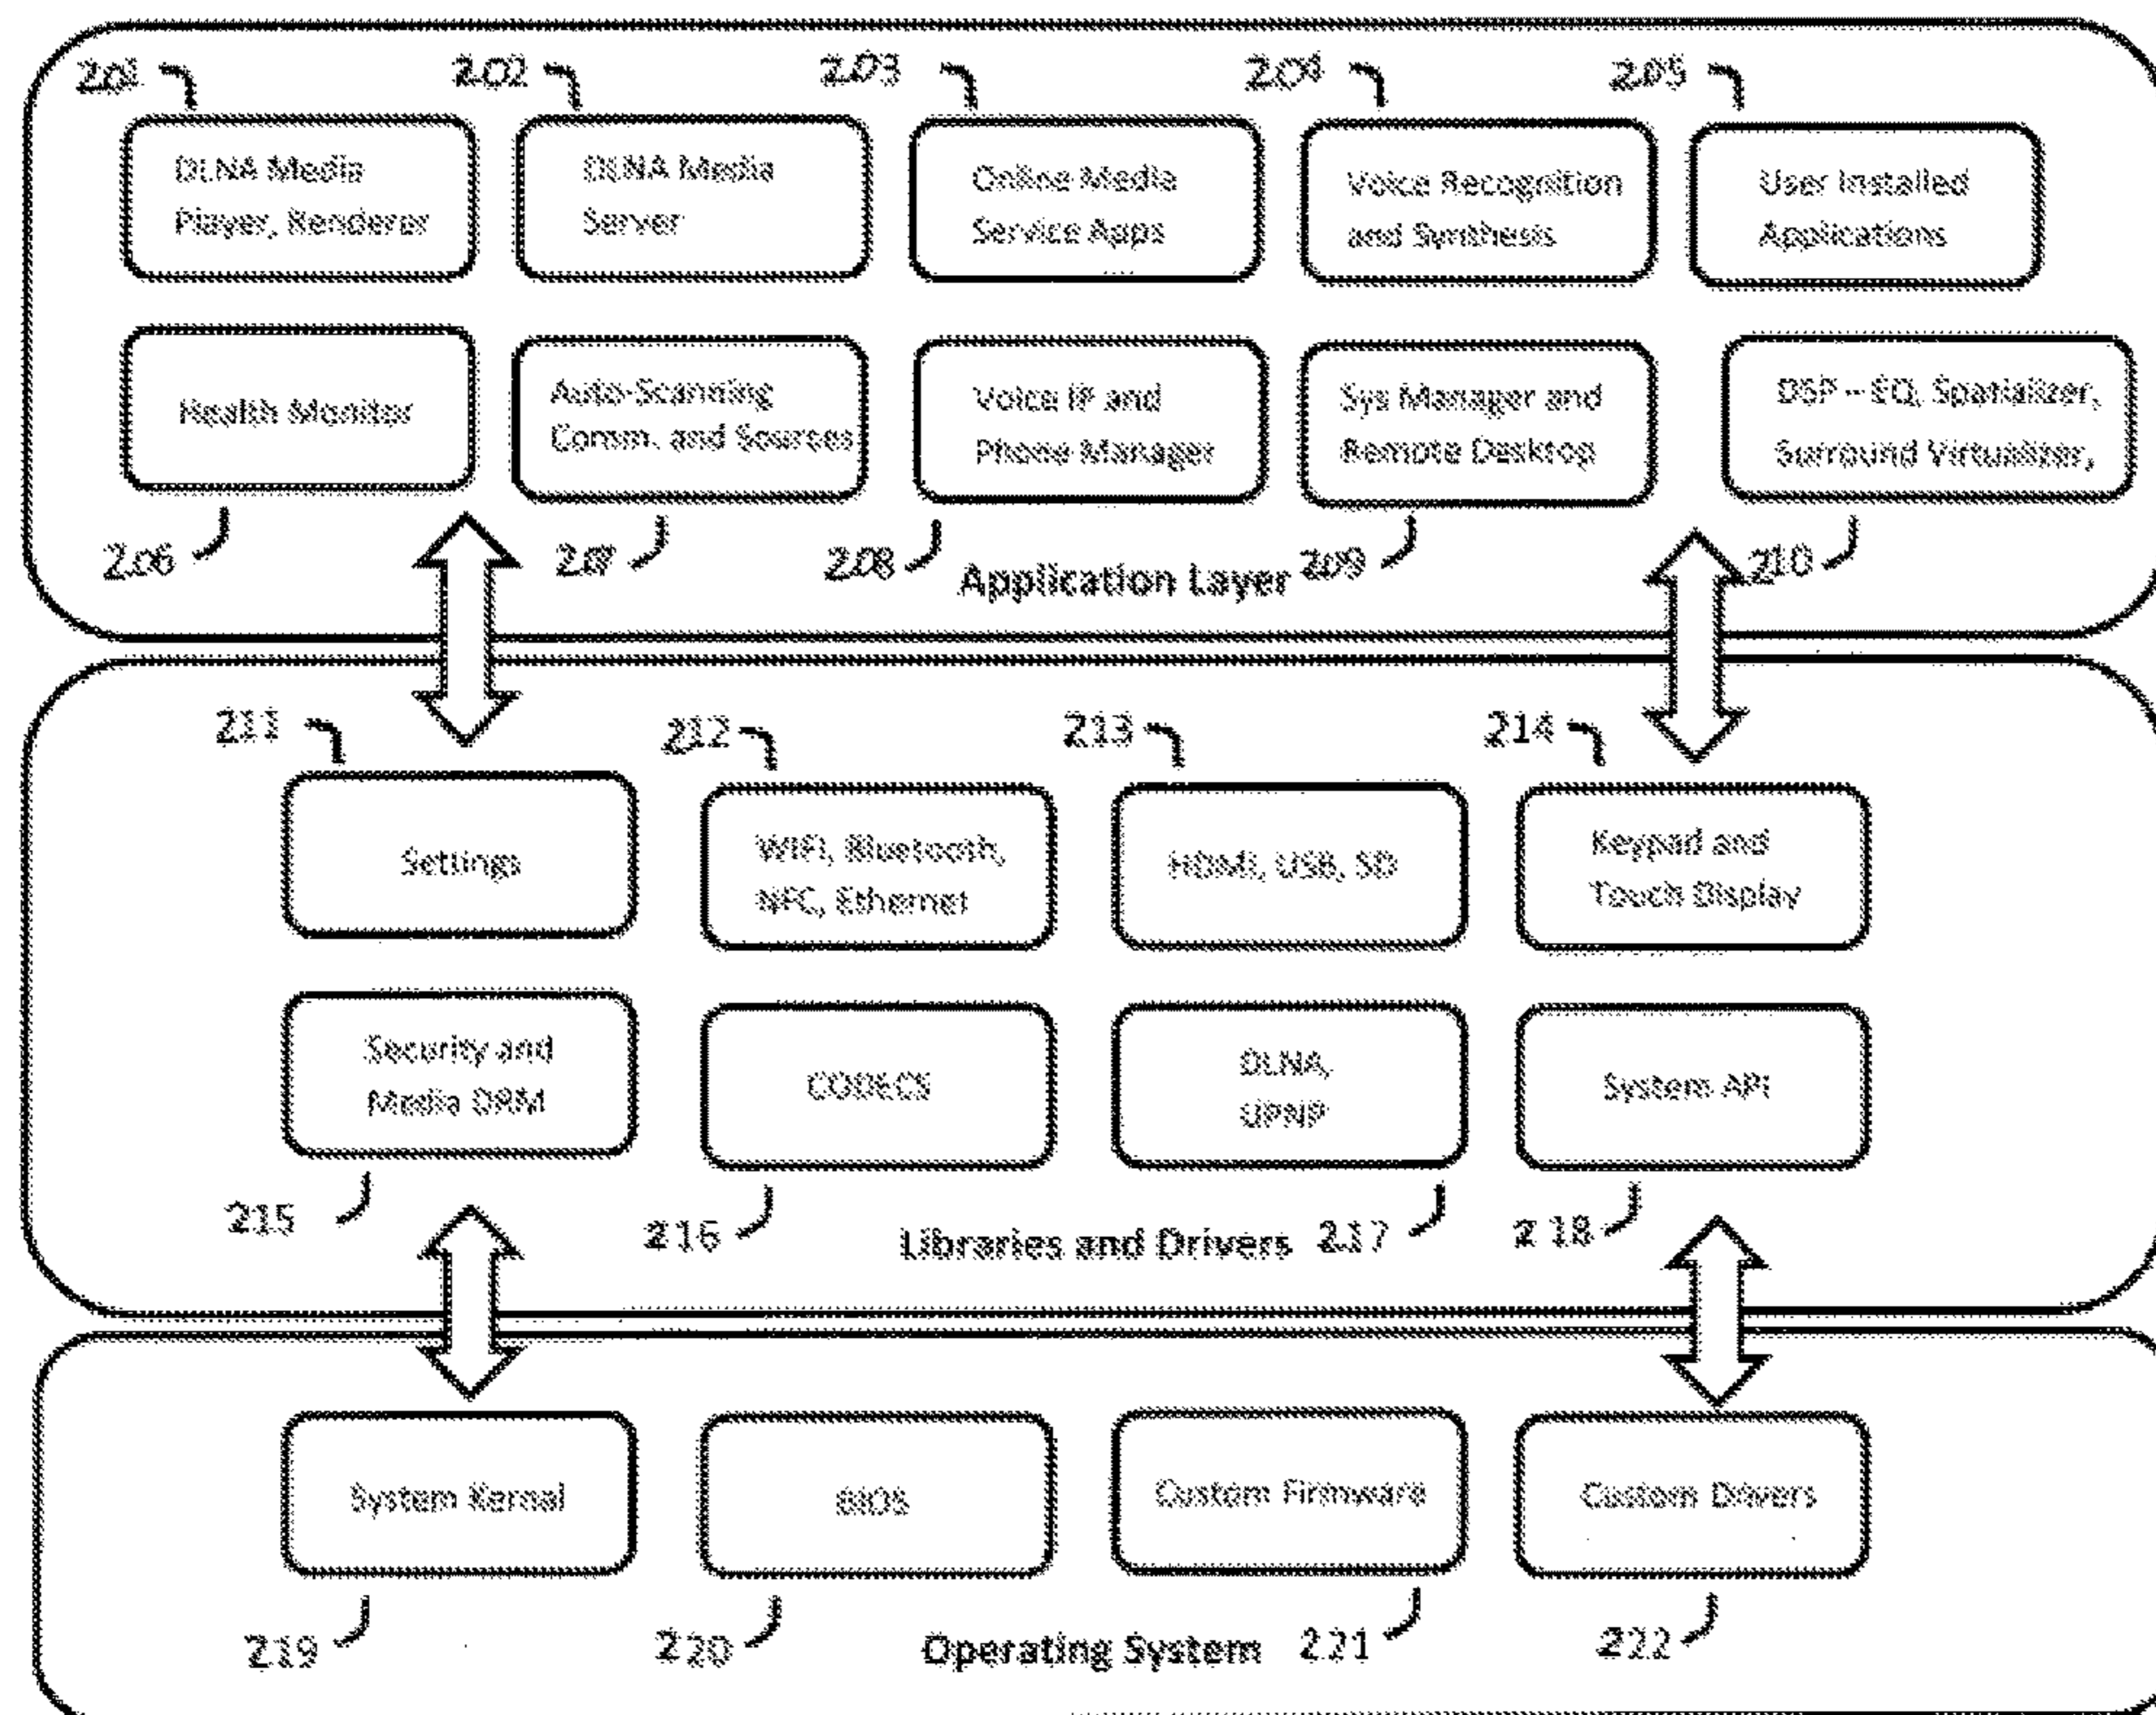 201 202 203 204 205
DLNA Media
Player, Renderer
DLNA Media
Server
Online Media
Service Apps
Voice Recognition
and Synthesis
User Installed
Applications
Health Monitor
Auto-Scanning
Comm. and Sources
Voice IP and
Phone Manager
Sys Manager and
Remote Desktop
DSP – EQ, Spatializer,
Surround Virtualizer,
206 207 208 209 210
Application Layer
211 212 213 214
Settings
WIFI, Bluetooth,
NFC, Ethernet
HDMI, USB, SD
Keypad and
Touch Display
Security and
Media DRM
CODECS
DLNA,
UPNP
System API
215 216 217 218
Libraries and Drivers
System Kernel
BIOS
Custom Firmware
Custom Drivers
219 220 221 222
Operating System